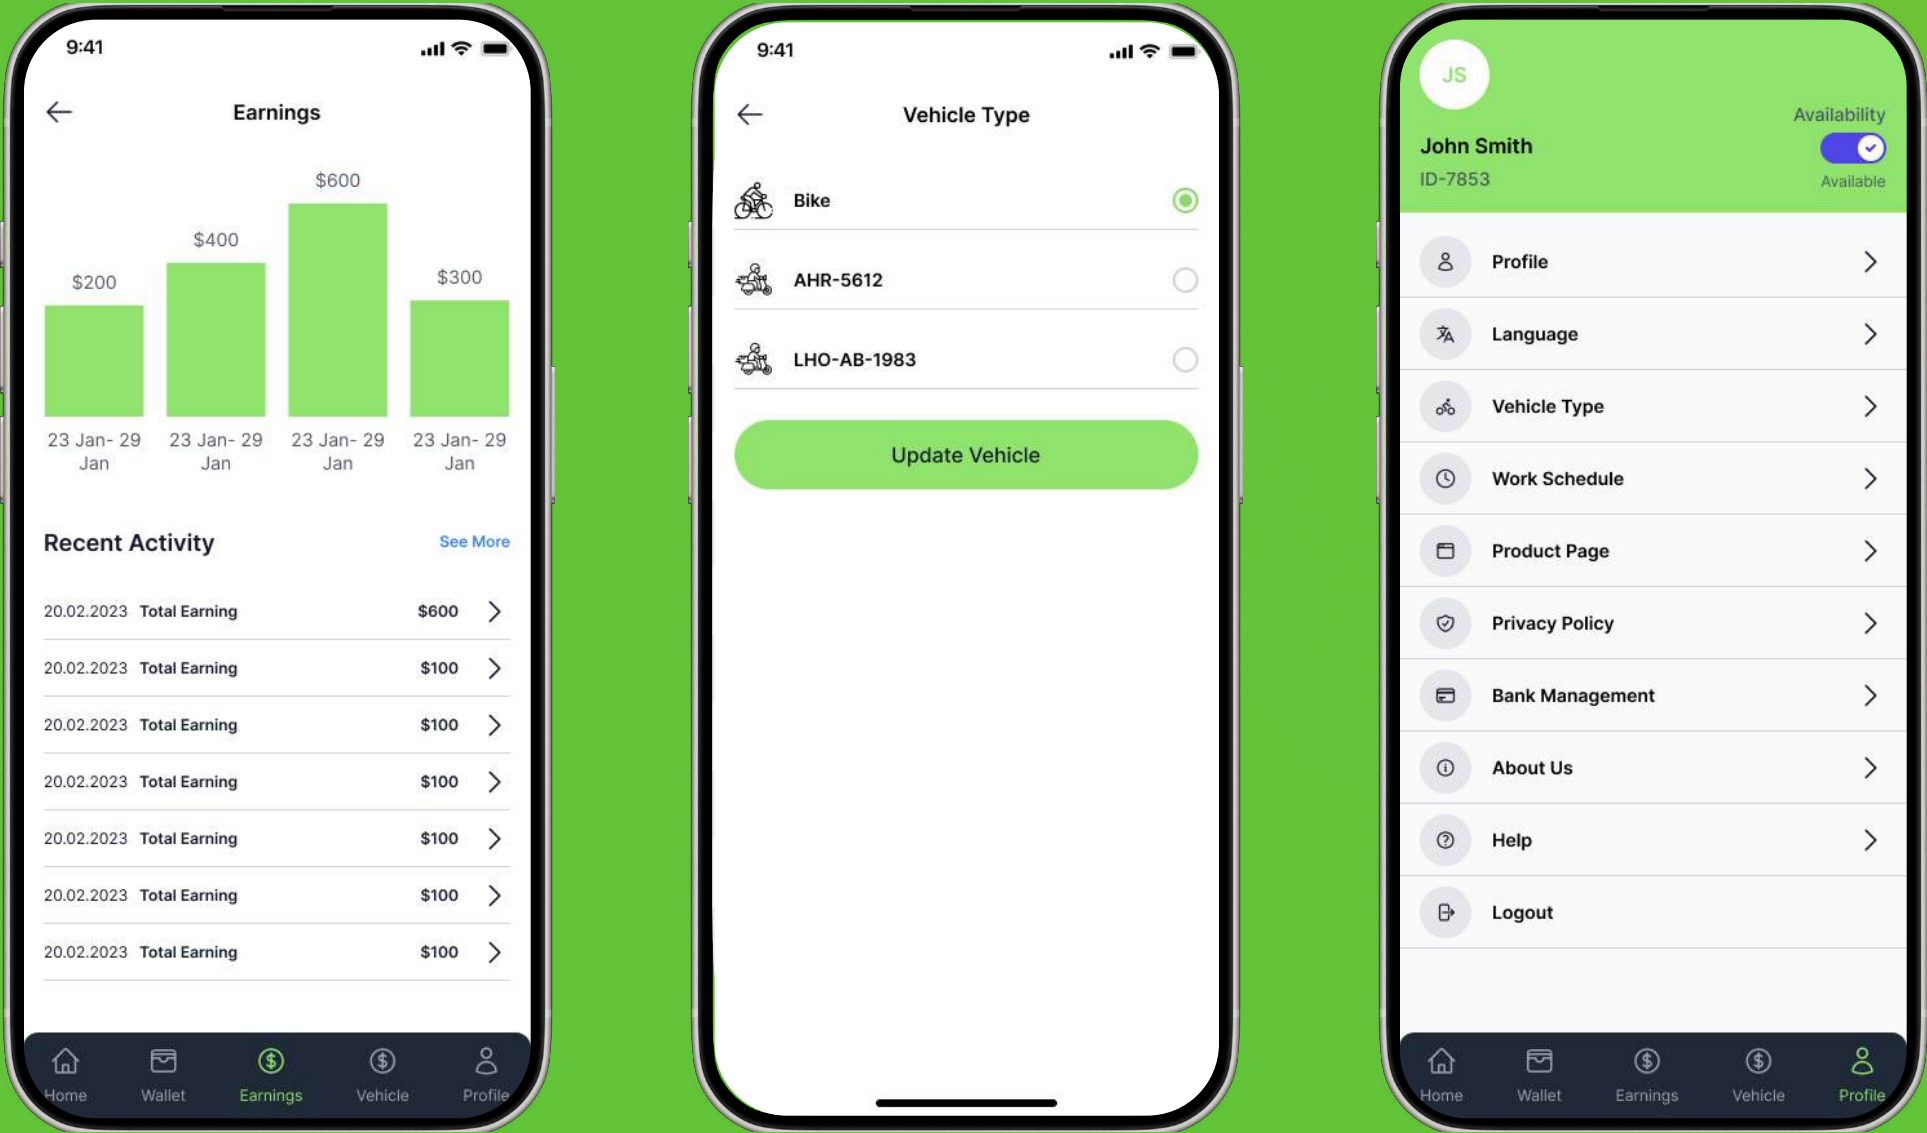 9:41
Earnings
$200
$400
$600
$300
23 Jan- 29
Jan
23 Jan- 29
Jan
23 Jan- 29
Jan
23 Jan- 29
Jan
Recent Activity
See More
20.02.2023 Total Earning $600
20.02.2023 Total Earning $100
20.02.2023 Total Earning $100
20.02.2023 Total Earning $100
20.02.2023 Total Earning $100
20.02.2023 Total Earning $100
20.02.2023 Total Earning $100
Home Wallet Earnings Vehicle Profile
9:41
Vehicle Type
Bike
AHR-5612
LHO-AB-1983
Update Vehicle
JS
John Smith
ID-7853
Availability
Available
Profile
Language
Vehicle Type
Work Schedule
Product Page
Privacy Policy
Bank Management
About Us
Help
Logout
Home Wallet Earnings Vehicle Profile